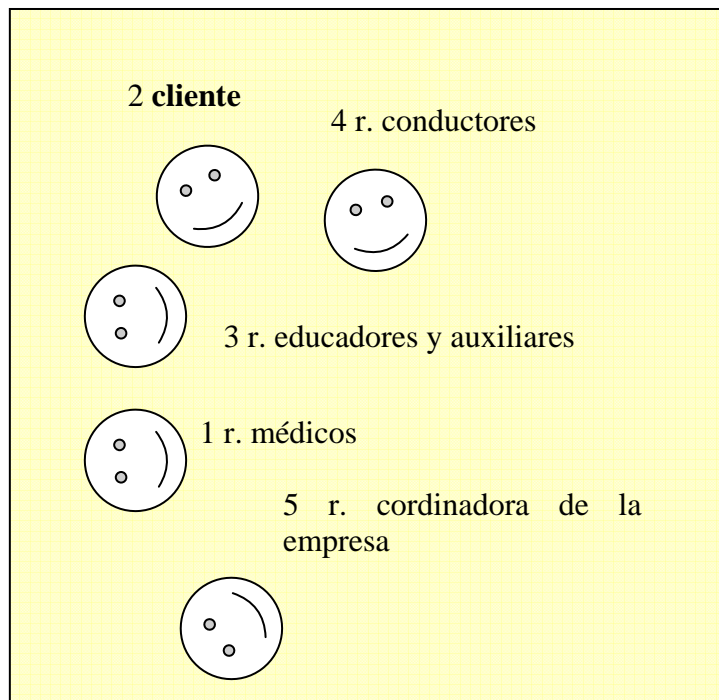 2 cliente
4 r. conductores
3 r. educadores y auxiliares
1 r. médicos
5 r. cordinadora de la
empresa